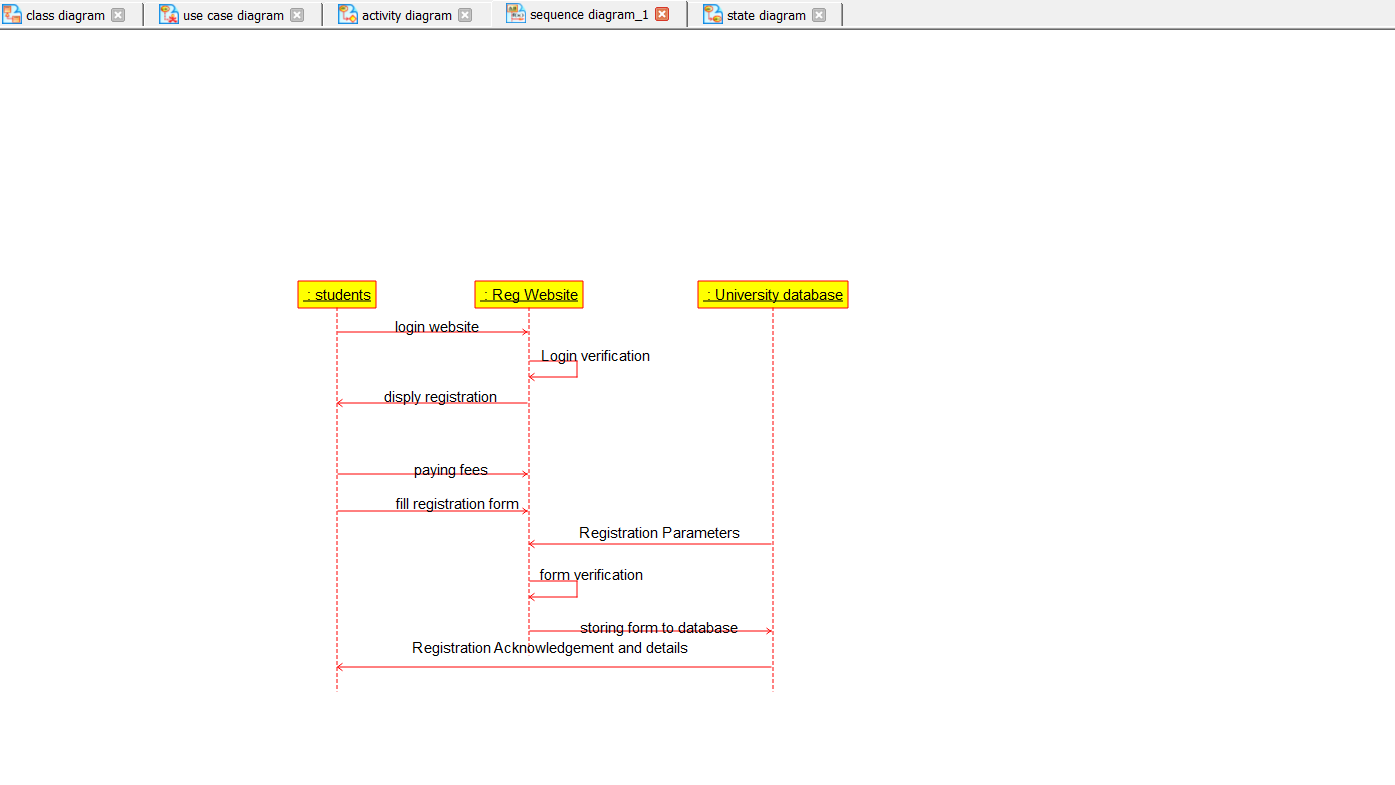 class diagram
use case diagram
activity diagram
sequence diagram_1
state diagram
: students
: Reg Website
: University database
login website
Login verification
disply registration
paying fees
fill registration form
Registration Parameters
form verification
storing form to database
Registration Acknowledgement and details